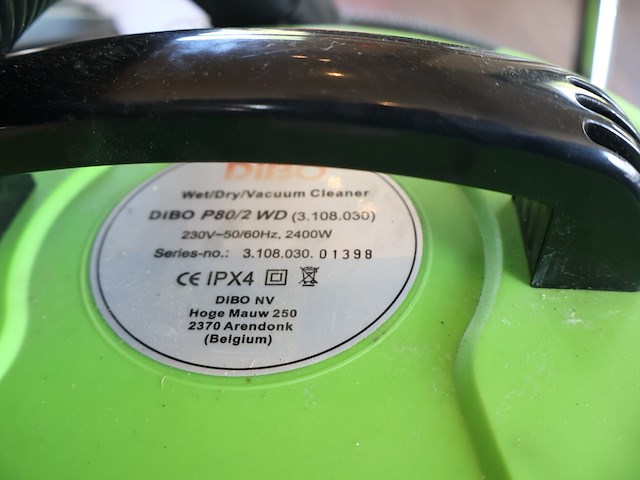 DiBO
Wet/Dry/Vacuum Cleaner
DiBO P80/2 WD (3.108.030)
230V~50/60Hz, 2400W
Series-no.: 3.108.030. 01398
CE IPX4
DiBO NV
Hoge Mauw 250
2370 Arendonk
(Belgium)